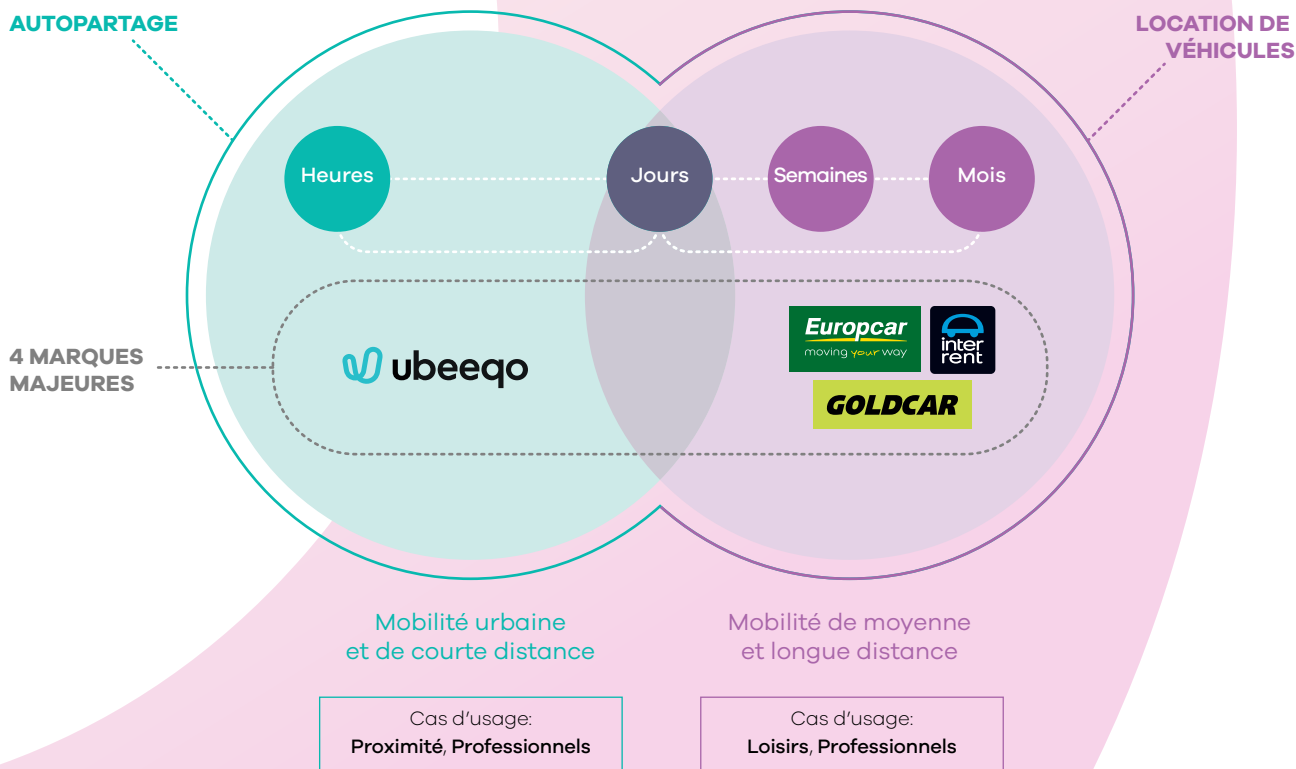 AUTOPARTAGE
LOCATION DE
VÉHICULES
Heures
Jours
Semaines
Mois
4 MARQUES
MAJEURES
ubeeqo
Europcar
moving your way
inter
rent
GOLDCAR
Mobilité urbaine
et de courte distance
Mobilité de moyenne
et longue distance
Cas d'usage:
Proximité, Professionnels
Cas d'usage:
Loisirs, Professionnels